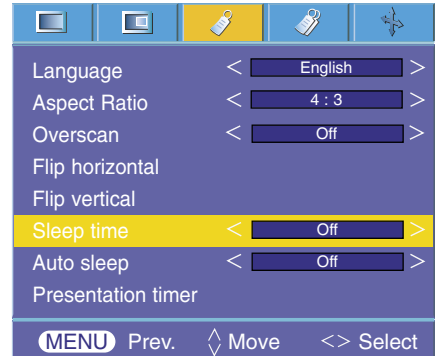 Language < English >
Aspect Ratio < 4 : 3 >
Overscan < Off >
Flip horizontal
Flip vertical
Sleep time < Off >
Auto sleep < Off >
Presentation timer
MENU Prev. Move <> Select